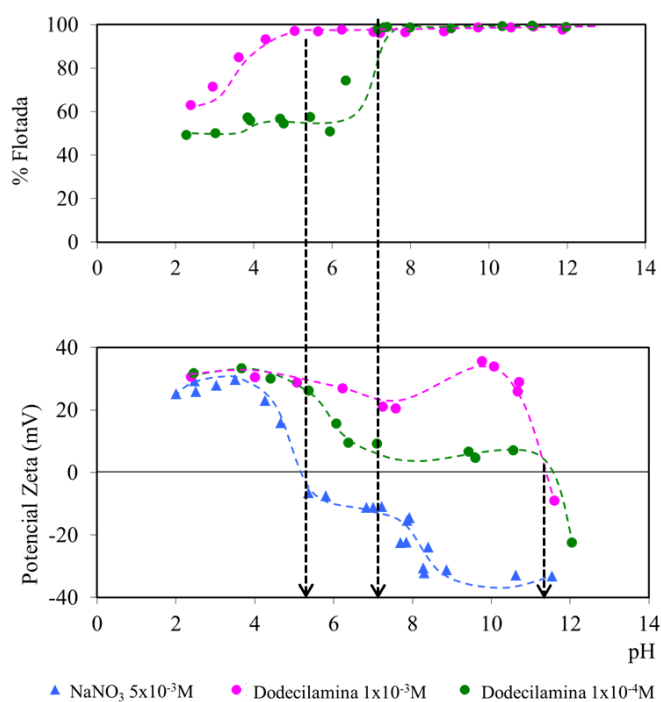 % Flotada
100
80
60
40
20
0
0 2 4 6 8 10 12 14
Potencial Zeta (mV)
40
20
0
-20
-40
0 2 4 6 8 10 12 14
pH
NaNO₃ 5x10⁻³M Dodecilamina 1x10⁻³M Dodecilamina 1x10⁻⁴M